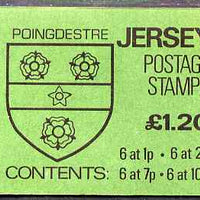 POINGDESTRE
JERSEY
POSTAG
STAMP
£1.20
CONTENTS:
6 at 1p • 6 at 2
6 at 7p • 6 at 10